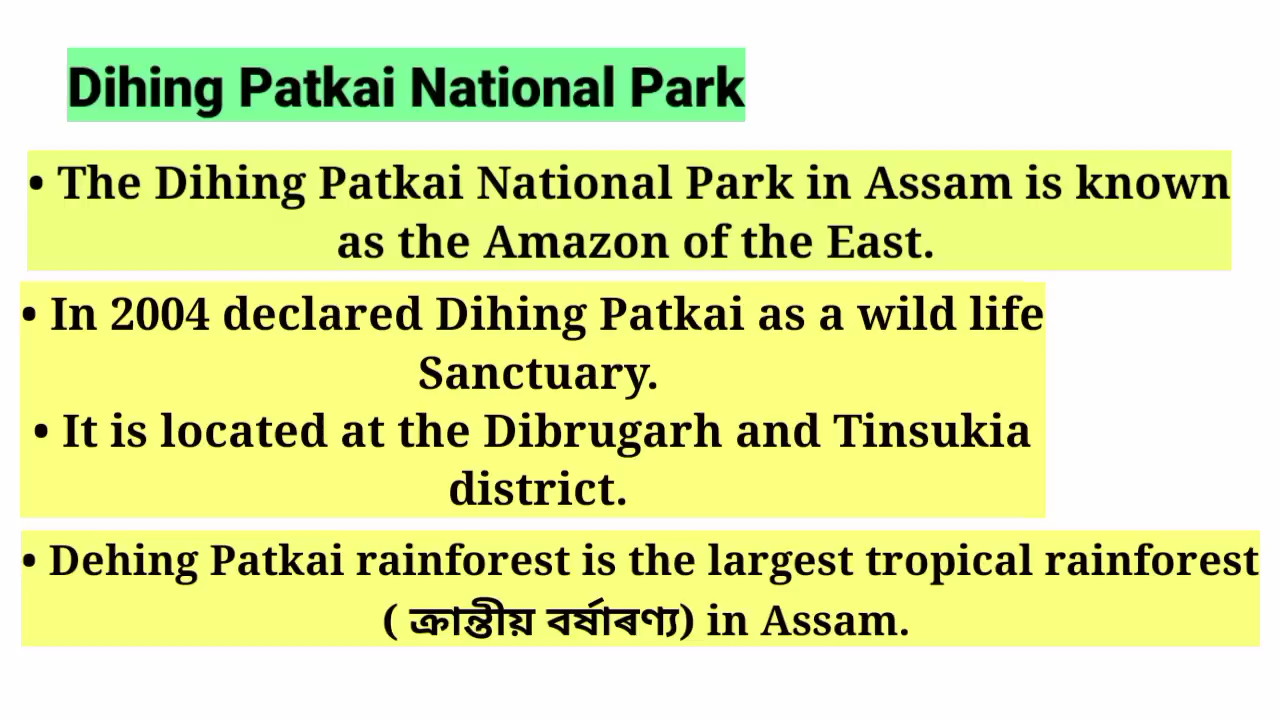 Dihing Patkai National Park
• The Dihing Patkai National Park in Assam is known
as the Amazon of the East.
• In 2004 declared Dihing Patkai as a wild life
Sanctuary.
• It is located at the Dibrugarh and Tinsukia
district.
• Dehing Patkai rainforest is the largest tropical rainforest
( ক্রান্তীয় বৰ্ষাৰণ্য) in Assam.